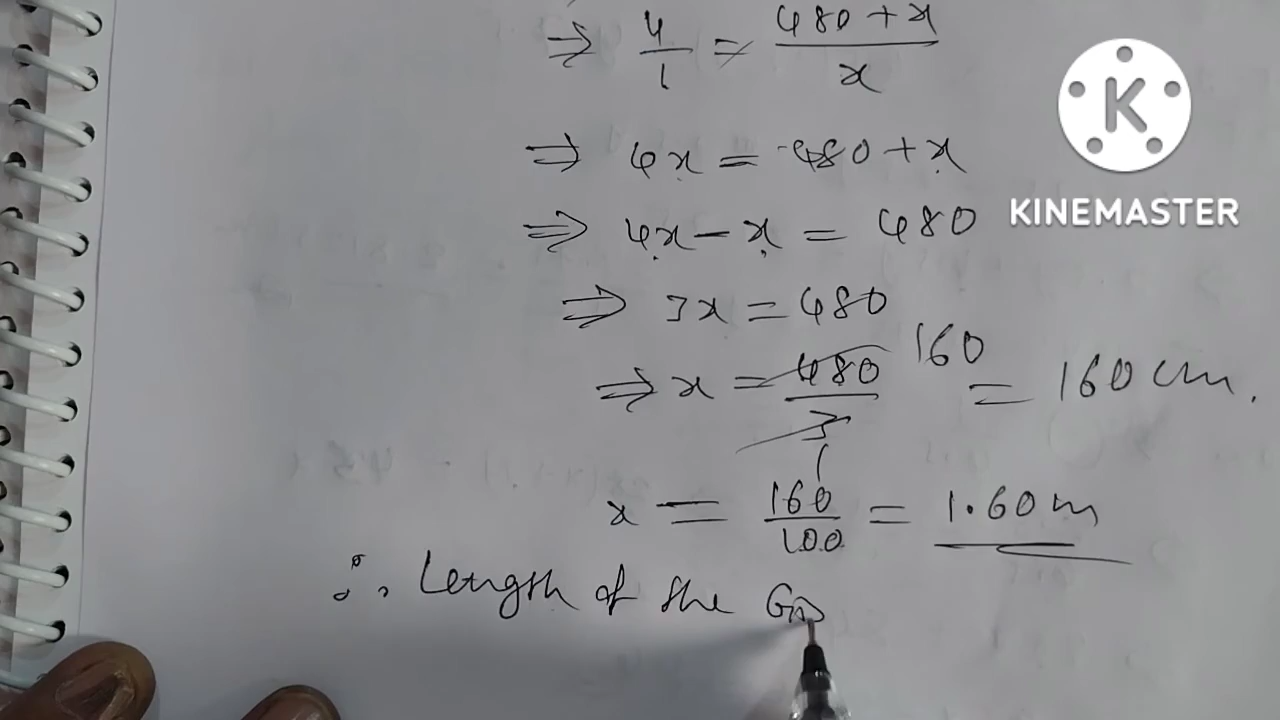 ⇒ 4/1 = (480 + x)/x
⇒ 4x = 480 + x
⇒ 4x − x = 480
⇒ 3x = 480
⇒ x = 480/3 160/1 = 160 cm.
x = 160/100 = 1.60 m
∴ Length of the
K
KINEMASTER